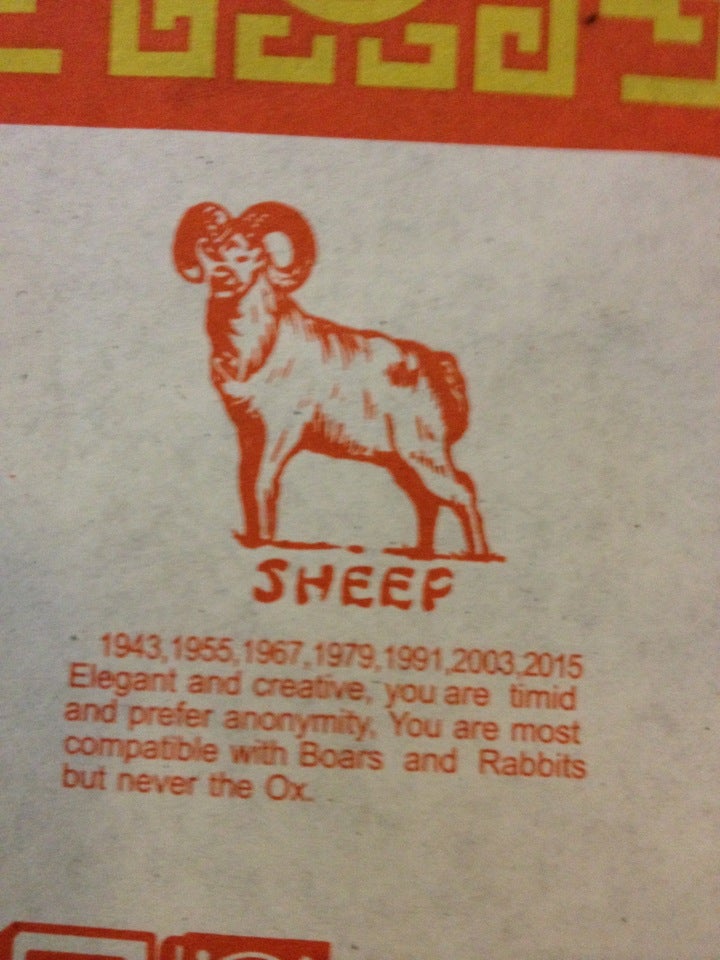 SHEEP
1943,1955,1967,1979,1991,2003,2015
Elegant and creative, you are timid
and prefer anonymity. You are most
compatible with Boars and Rabbits
but never the Ox.